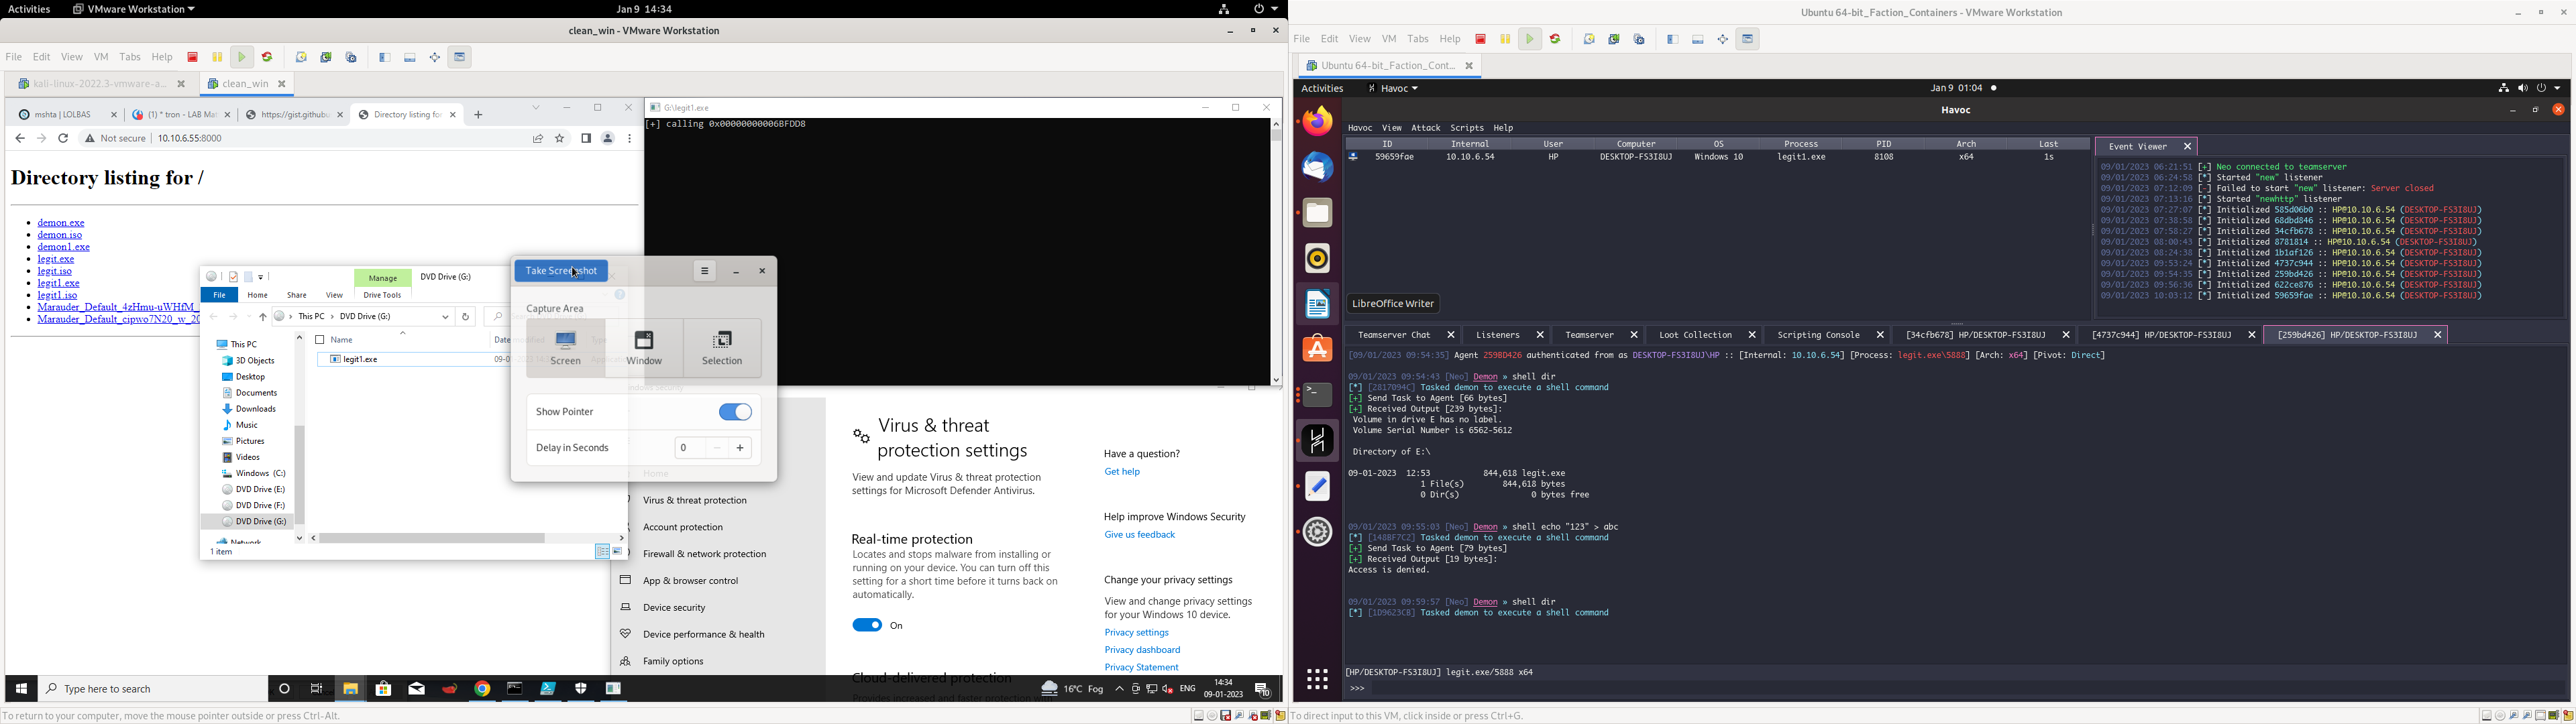 Activities VMware Workstation Jan 9 14:34
clean_win - VMware Workstation
File Edit View VM Tabs Help
kali-linux-2022.3-vmware-a... clean_win
mshta | LOLBAS (1) * tron - LAB Ma https://gist.github Directory listing for
Not secure | 10.10.6.55:8000
Directory listing for /
demon.exe
demon.iso
demon1.exe
legit.exe
legit.iso
legit1.exe
legit1.iso
Marauder_Default_4zHmu-uWHfM_
Marauder_Default_cipwo7N20_w_20
G:\legit1.exe
[+] calling 0x00000000006BFDD8
Manage DVD Drive (G:)
File Home Share View Drive Tools
This PC > DVD Drive (G:)
Name
This PC
3D Objects
Desktop
Documents
Downloads
Music
Pictures
Videos
Windows (C:)
DVD Drive (E:)
DVD Drive (F:)
DVD Drive (G:)
Network
legit1.exe
1 item
Take Screenshot
Capture Area
Screen Window Selection
Show Pointer
Delay in Seconds 0
Home
Virus & threat protection
Account protection
Firewall & network protection
App & browser control
Device security
Device performance & health
Family options
Virus & threat
protection settings
View and update Virus & threat protection
settings for Microsoft Defender Antivirus.
Real-time protection
Locates and stops malware from installing or
running on your device. You can turn off this
setting for a short time before it turns back on
automatically.
On
Cloud-delivered protection
Have a question?
Get help
Help improve Windows Security
Give us feedback
Change your privacy settings
View and change privacy settings
for your Windows 10 device.
Privacy settings
Privacy dashboard
Privacy Statement
Type here to search
16°C Fog ENG 14:34
09-01-2023
10
To return to your computer, move the mouse pointer outside or press Ctrl-Alt.
Ubuntu 64-bit_Faction_Containers - VMware Workstation
File Edit View VM Tabs Help
Ubuntu 64-bit_Faction_Cont...
Activities Havoc Jan 9 01:04
Havoc
Havoc View Attack Scripts Help
ID Internal User Computer OS Process PID Arch Last
59659fae 10.10.6.54 HP DESKTOP-FS3I8UJ Windows 10 legit1.exe 8108 x64 1s
Event Viewer
09/01/2023 06:21:51 [+] Neo connected to teamserver
09/01/2023 06:24:58 [*] Started "new" listener
09/01/2023 07:12:09 [-] Failed to start "new" listener: Server closed
09/01/2023 07:13:16 [*] Started "newhttp" listener
09/01/2023 07:27:07 [*] Initialized 585d06b0 :: HP@10.10.6.54 (DESKTOP-FS3I8UJ)
09/01/2023 07:38:58 [*] Initialized 68dbd846 :: HP@10.10.6.54 (DESKTOP-FS3I8UJ)
09/01/2023 07:58:27 [*] Initialized 34cfb678 :: HP@10.10.6.54 (DESKTOP-FS3I8UJ)
09/01/2023 08:00:43 [*] Initialized 8781814 :: HP@10.10.6.54 (DESKTOP-FS3I8UJ)
09/01/2023 08:24:38 [*] Initialized 1b1af126 :: HP@10.10.6.54 (DESKTOP-FS3I8UJ)
09/01/2023 09:53:24 [*] Initialized 4737c944 :: HP@10.10.6.54 (DESKTOP-FS3I8UJ)
09/01/2023 09:54:35 [*] Initialized 259bd426 :: HP@10.10.6.54 (DESKTOP-FS3I8UJ)
09/01/2023 09:56:36 [*] Initialized 622ce876 :: HP@10.10.6.54 (DESKTOP-FS3I8UJ)
09/01/2023 10:03:12 [*] Initialized 59659fae :: HP@10.10.6.54 (DESKTOP-FS3I8UJ)
LibreOffice Writer
Teamserver Chat Listeners Teamserver Loot Collection Scripting Console [34cfb678] HP/DESKTOP-FS3I8UJ [4737c944] HP/DESKTOP-FS3I8UJ [259bd426] HP/DESKTOP-FS3I8UJ
[09/01/2023 09:54:35] Agent 259BD426 authenticated from as DESKTOP-FS3I8UJ\HP :: [Internal: 10.10.6.54] [Process: legit.exe\5888] [Arch: x64] [Pivot: Direct]
09/01/2023 09:54:43 [Neo] Demon » shell dir
[*] [2817094C] Tasked demon to execute a shell command
[+] Send Task to Agent [66 bytes]
[+] Received Output [239 bytes]:
Volume in drive E has no label.
Volume Serial Number is 6562-5612
Directory of E:\
09-01-2023 12:53 844,618 legit.exe
1 File(s) 844,618 bytes
0 Dir(s) 0 bytes free
09/01/2023 09:55:03 [Neo] Demon » shell echo "123" > abc
[*] [148BF7C2] Tasked demon to execute a shell command
[+] Send Task to Agent [79 bytes]
[+] Received Output [19 bytes]:
Access is denied.
09/01/2023 09:59:57 [Neo] Demon » shell dir
[*] [1D9623CB] Tasked demon to execute a shell command
[HP/DESKTOP-FS3I8UJ] legit.exe/5888 x64
>>>
To direct input to this VM, click inside or press Ctrl+G.